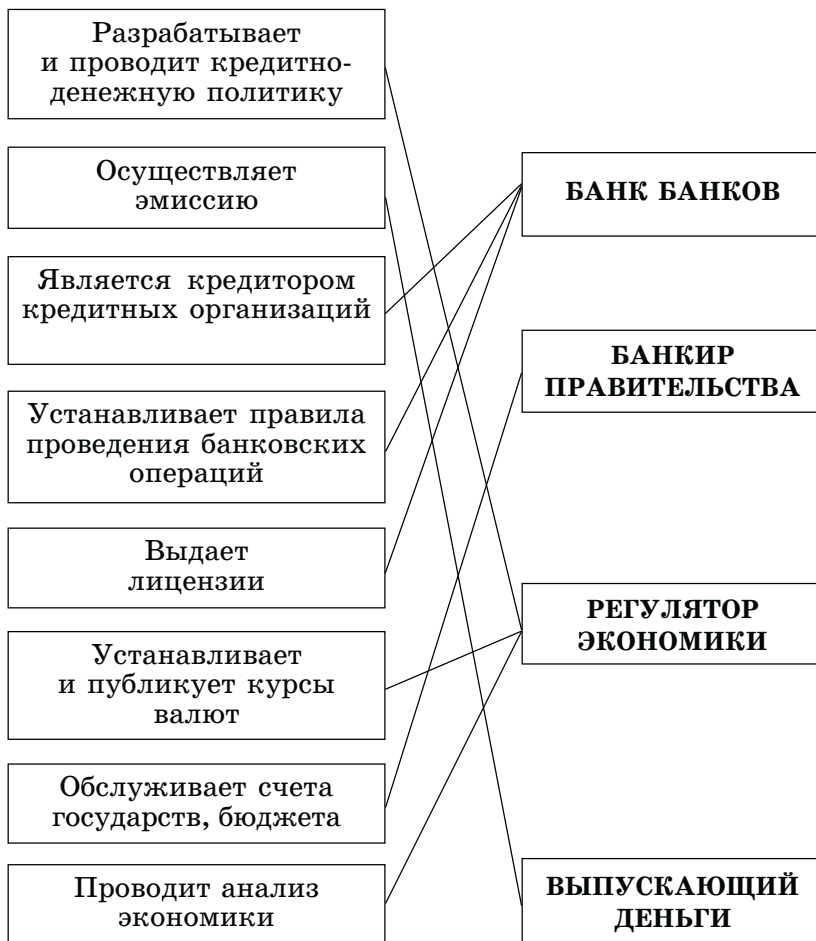 Разрабатывает
и проводит кредитно-
денежную политику
Осуществляет
эмиссию
Является кредитором
кредитных организаций
Устанавливает правила
проведения банковских
операций
Выдает
лицензии
Устанавливает
и публикует курсы
валют
Обслуживает счета
государств, бюджета
Проводит анализ
экономики
БАНК БАНКОВ
БАНКИР
ПРАВИТЕЛЬСТВА
РЕГУЛЯТОР
ЭКОНОМИКИ
ВЫПУСКАЮЩИЙ
ДЕНЬГИ